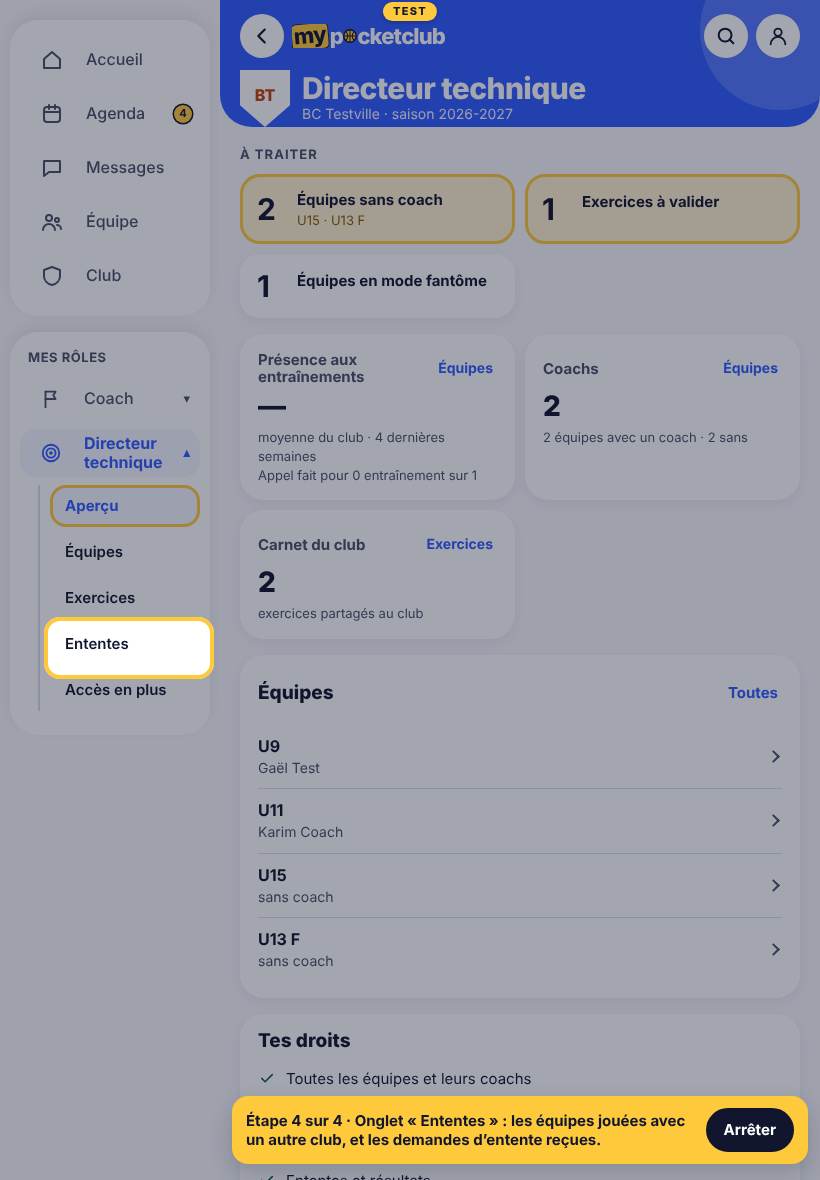 Accueil
Agenda
4
Messages
Équipe
Club
MES RÔLES
Coach
Directeur
technique
Aperçu
Équipes
Exercices
Ententes
Accès en plus
TEST
my pocketclub
BT
Directeur technique
BC Testville · saison 2026-2027
À TRAITER
2
Équipes sans coach
U15 · U13 F
1
Exercices à valider
1
Équipes en mode fantôme
Présence aux
entraînements
Équipes
—
moyenne du club · 4 dernières
semaines
Appel fait pour 0 entraînement sur 1
Coachs
Équipes
2
2 équipes avec un coach · 2 sans
Carnet du club
Exercices
2
exercices partagés au club
Équipes
Toutes
U9
Gaël Test
U11
Karim Coach
U15
sans coach
U13 F
sans coach
Tes droits
Toutes les équipes et leurs coachs
Étape 4 sur 4 · Onglet « Ententes » : les équipes jouées avec
un autre club, et les demandes d’entente reçues.
Arrêter
Ententes et résultats